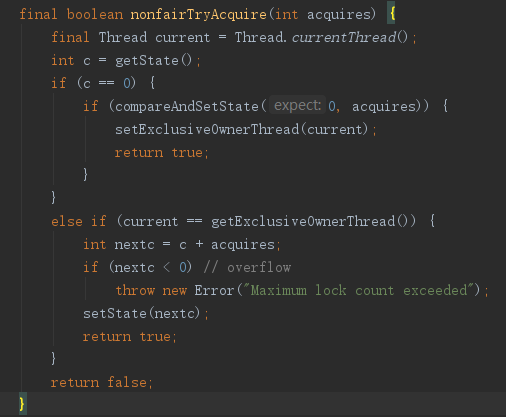 final boolean nonfairTryAcquire(int acquires) {
    final Thread current = Thread.currentThread();
    int c = getState();
    if (c == 0) {
        if (compareAndSetState( expect: 0, acquires)) {
            setExclusiveOwnerThread(current);
            return true;
        }
    }
    else if (current == getExclusiveOwnerThread()) {
        int nextc = c + acquires;
        if (nextc < 0) // overflow
            throw new Error("Maximum lock count exceeded");
        setState(nextc);
        return true;
    }
    return false;
}